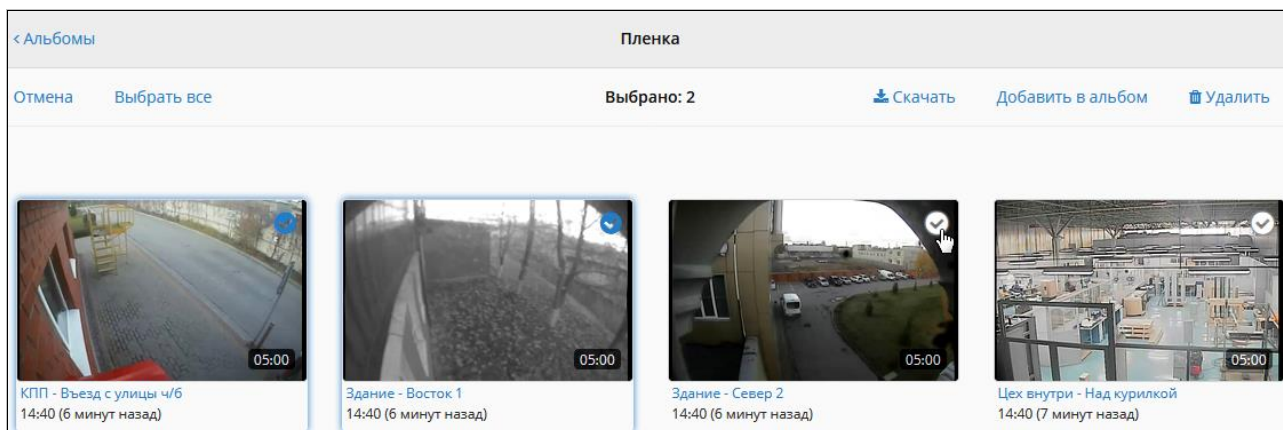 < Альбомы
Пленка
Отмена Выбрать все Выбрано: 2 Скачать Добавить в альбом Удалить
05:00 05:00 05:00 05:00
КПП - Въезд с улицы ч/б Здание - Восток 1 Здание - Север 2 Цех внутри - Над курилкой
14:40 (6 минут назад) 14:40 (6 минут назад) 14:40 (6 минут назад) 14:40 (7 минут назад)